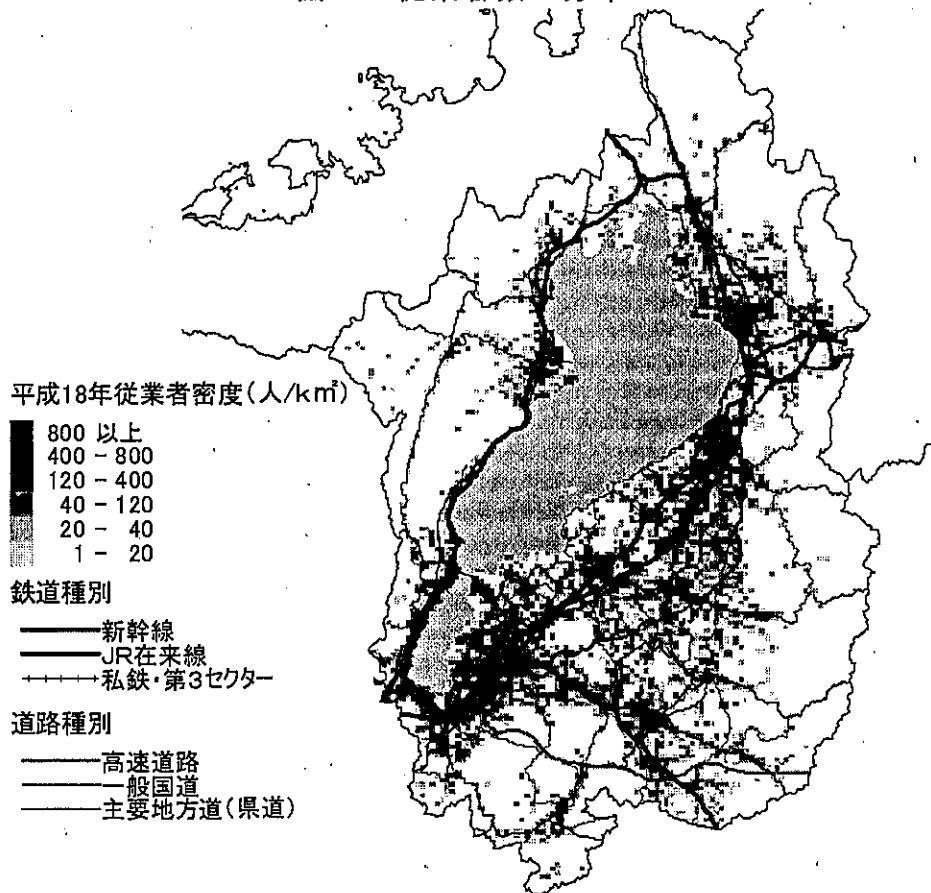 平成18年従業者密度(人/k㎡)
800 以上
400 - 800
120 - 400
40 - 120
20 - 40
1 - 20
鉄道種別
新幹線
JR在来線
私鉄・第3セクター
道路種別
高速道路
一般国道
主要地方道(県道)